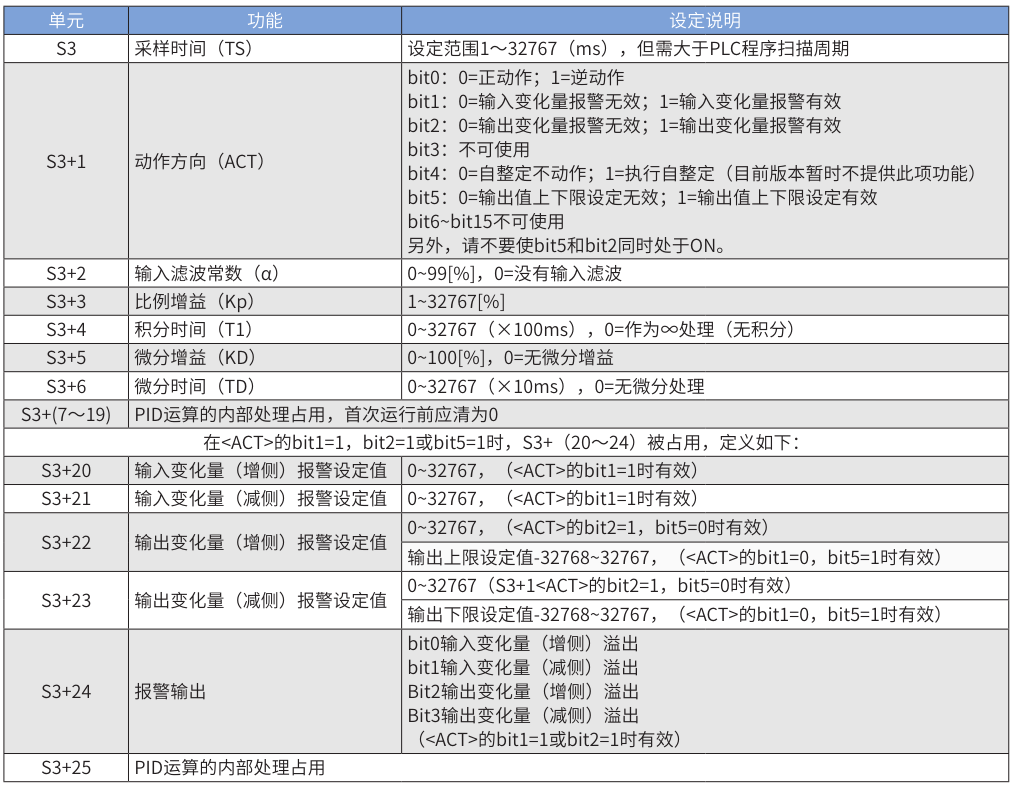 单元 功能 设定说明
S3 采样时间（TS） 设定范围1～32767（ms），但需大于PLC程序扫描周期
S3+1 动作方向（ACT） bit0：0=正动作；1=逆动作
bit1：0=输入变化量报警无效；1=输入变化量报警有效
bit2：0=输出变化量报警无效；1=输出变化量报警有效
bit3：不可使用
bit4：0=自整定不动作；1=执行自整定（目前版本暂时不提供此项功能）
bit5：0=输出值上下限设定无效；1=输出值上下限设定有效
bit6~bit15不可使用
另外，请不要使bit5和bit2同时处于ON。
S3+2 输入滤波常数（α） 0~99[%]，0=没有输入滤波
S3+3 比例增益（Kp） 1~32767[%]
S3+4 积分时间（T1） 0~32767（×100ms），0=作为∞处理（无积分）
S3+5 微分增益（KD） 0~100[%]，0=无微分增益
S3+6 微分时间（TD） 0~32767（×10ms），0=无微分处理
S3+(7～19) PID运算的内部处理占用，首次运行前应清为0
在<ACT>的bit1=1，bit2=1或bit5=1时，S3+（20～24）被占用，定义如下：
S3+20 输入变化量（增侧）报警设定值 0~32767，（<ACT>的bit1=1时有效）
S3+21 输入变化量（减侧）报警设定值 0~32767，（<ACT>的bit1=1时有效）
S3+22 输出变化量（增侧）报警设定值 0~32767，（<ACT>的bit2=1，bit5=0时有效）
输出上限设定值-32768~32767，（<ACT>的bit1=0，bit5=1时有效）
S3+23 输出变化量（减侧）报警设定值 0~32767（S3+1<ACT>的bit2=1，bit5=0时有效）
输出下限设定值-32768~32767，（<ACT>的bit1=0，bit5=1时有效）
S3+24 报警输出 bit0输入变化量（增侧）溢出
bit1输入变化量（减侧）溢出
Bit2输出变化量（增侧）溢出
Bit3输出变化量（减侧）溢出
（<ACT>的bit1=1或bit2=1时有效）
S3+25 PID运算的内部处理占用